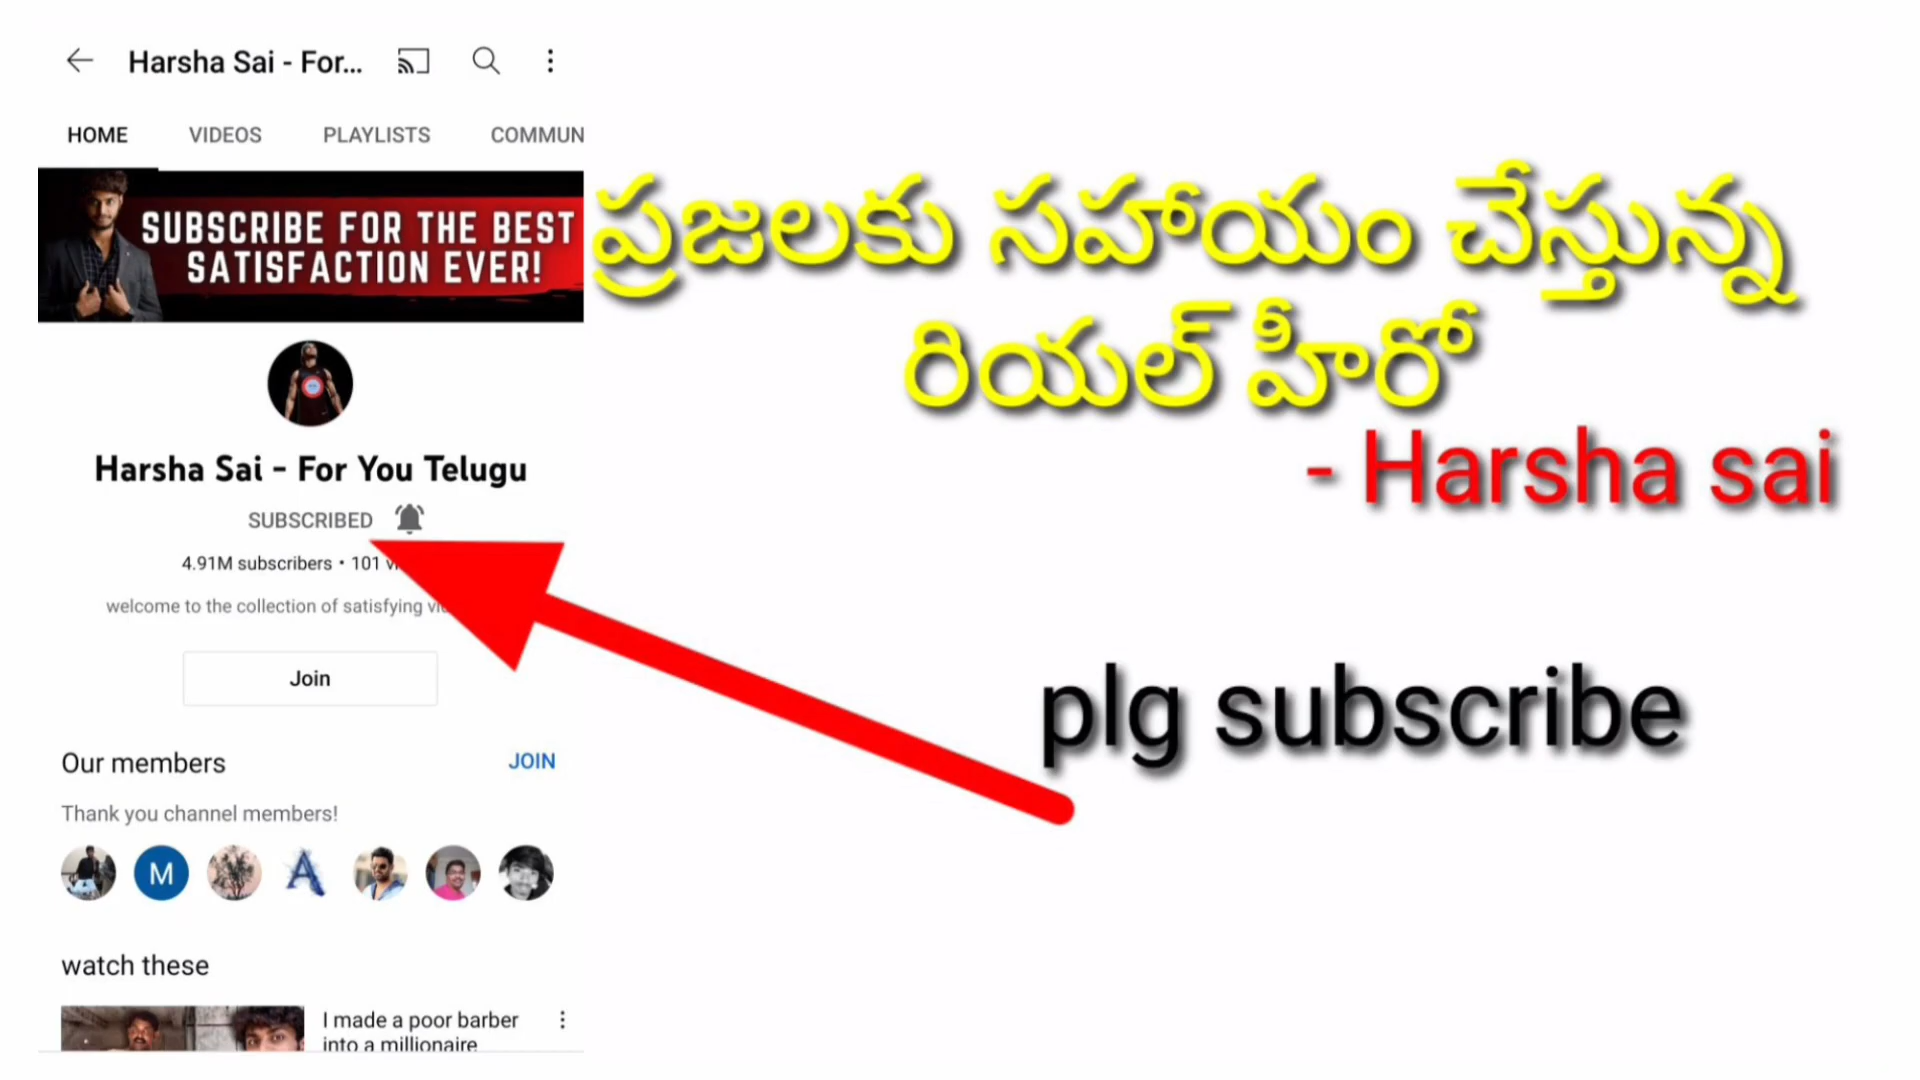 Harsha Sai - For...
HOME VIDEOS PLAYLISTS COMMUN
SUBSCRIBE FOR THE BEST
SATISFACTION EVER!
Harsha Sai - For You Telugu
SUBSCRIBED
4.91M subscribers • 101
welcome to the collection of satisfying
Join
Our members JOIN
Thank you channel members!
M
A
watch these
I made a poor barber
into a millionaire
ప్రజలకు సహాయం చేస్తున్న
రియల్ హీరో
- Harsha sai
plg subscribe